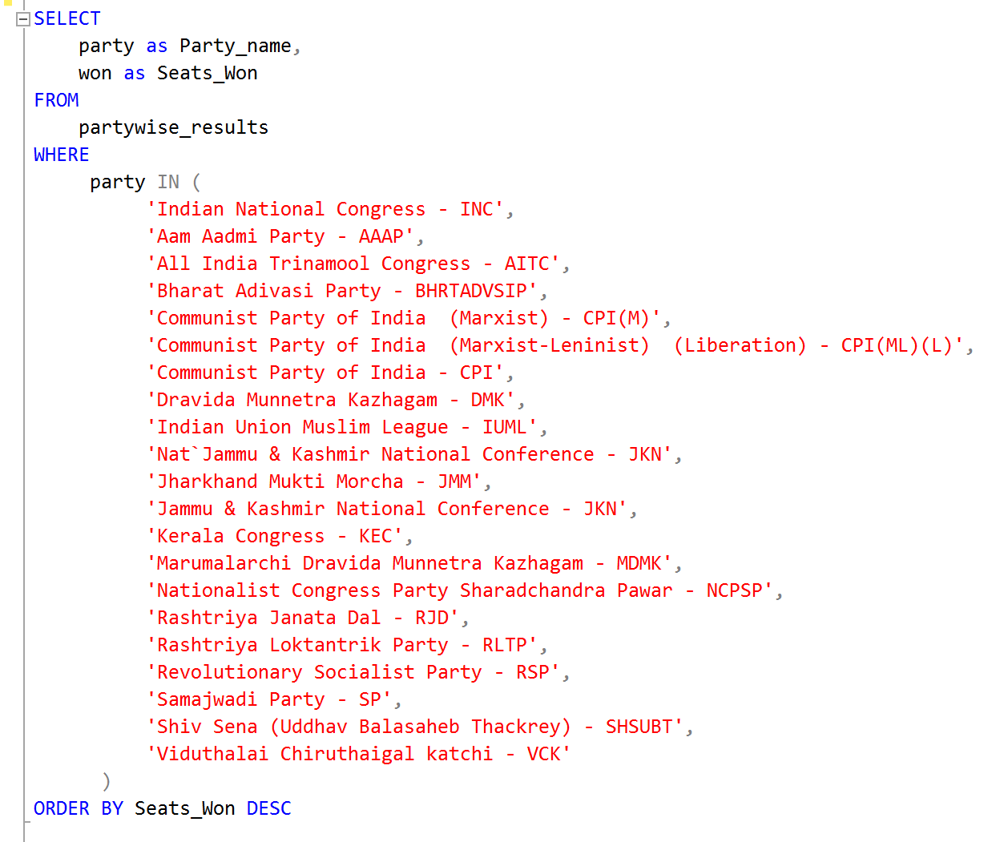 SELECT
party as Party_name,
won as Seats_Won
FROM
partywise_results
WHERE
party IN (
'Indian National Congress - INC',
'Aam Aadmi Party - AAAP',
'All India Trinamool Congress - AITC',
'Bharat Adivasi Party - BHRTADVSIP',
'Communist Party of India  (Marxist) - CPI(M)',
'Communist Party of India  (Marxist-Leninist)  (Liberation) - CPI(ML)(L)',
'Communist Party of India - CPI',
'Dravida Munnetra Kazhagam - DMK',
'Indian Union Muslim League - IUML',
'Nat`Jammu & Kashmir National Conference - JKN',
'Jharkhand Mukti Morcha - JMM',
'Jammu & Kashmir National Conference - JKN',
'Kerala Congress - KEC',
'Marumalarchi Dravida Munnetra Kazhagam - MDMK',
'Nationalist Congress Party Sharadchandra Pawar - NCPSP',
'Rashtriya Janata Dal - RJD',
'Rashtriya Loktantrik Party - RLTP',
'Revolutionary Socialist Party - RSP',
'Samajwadi Party - SP',
'Shiv Sena (Uddhav Balasaheb Thackrey) - SHSUBT',
'Viduthalai Chiruthaigal katchi - VCK'
)
ORDER BY Seats_Won DESC